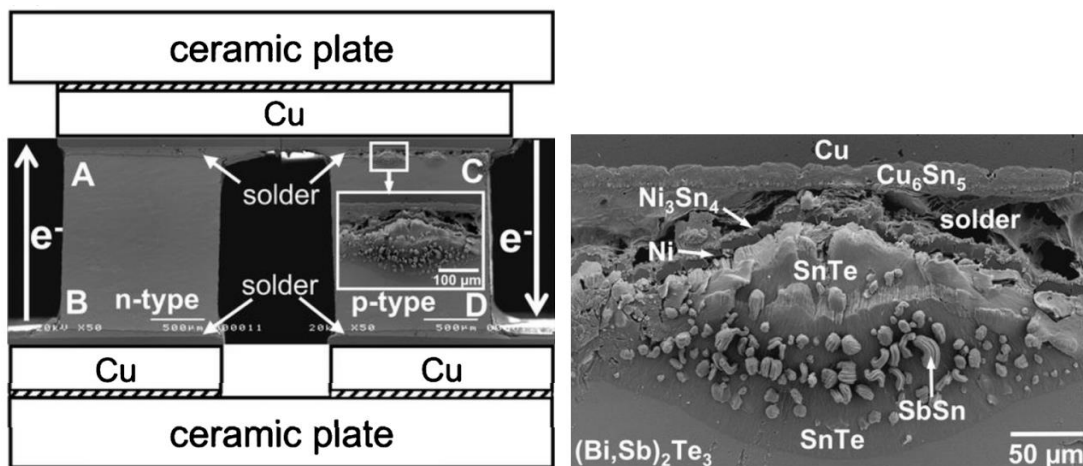 ceramic plate
Cu
A
C
solder
e⁻
e⁻
100 µm
B
n-type
solder
p-type
D
20kV X50 500µm 000011
20kV X50 500µm
Cu
Cu
ceramic plate
Cu
Cu₆Sn₅
Ni₃Sn₄
solder
Ni
SnTe
SbSn
SnTe
(Bi,Sb)₂Te₃
50 µm